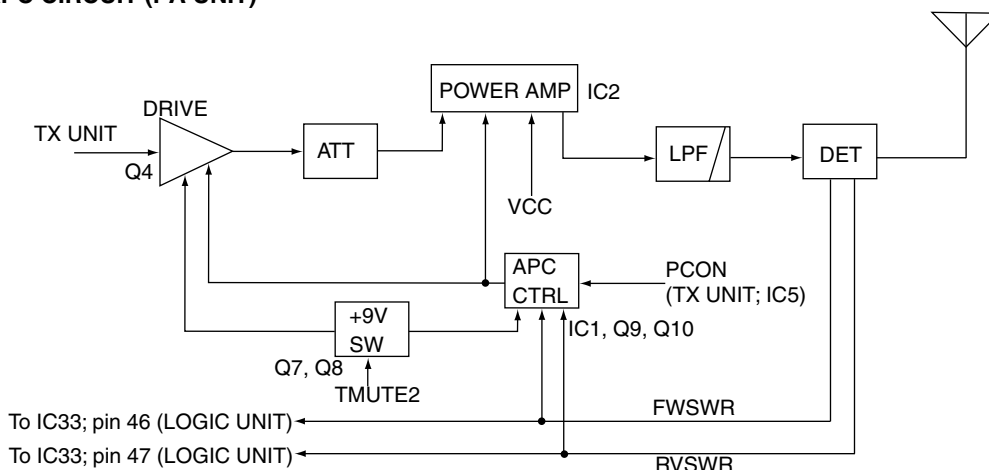 DRIVE
TX UNIT
Q4
ATT
POWER AMP
IC2
VCC
LPF
DET
APC
CTRL
PCON
(TX UNIT; IC5)
IC1, Q9, Q10
+9V
SW
Q7, Q8
TMUTE2
FWSWR
To IC33; pin 46 (LOGIC UNIT)
RVSWR
To IC33; pin 47 (LOGIC UNIT)